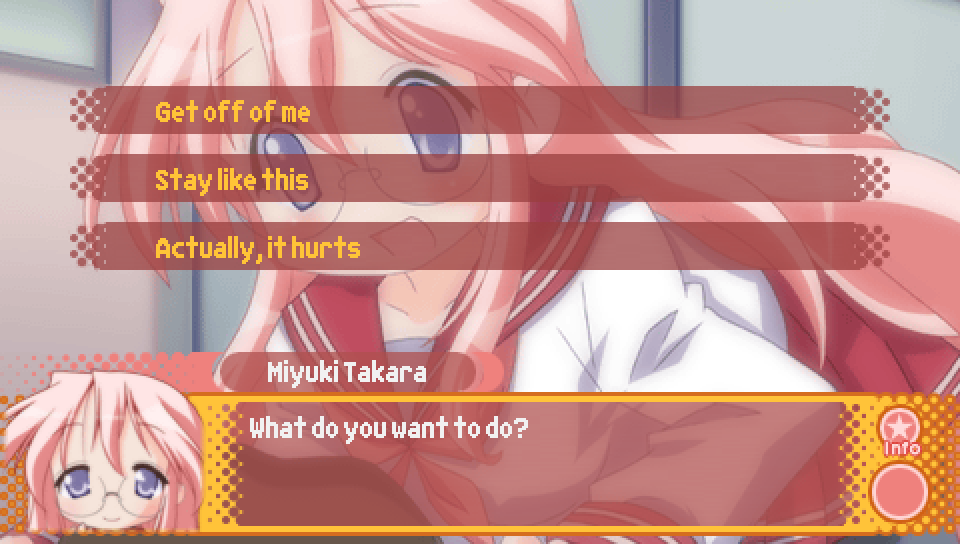 Get off of me
Stay like this
Actually, it hurts
Miyuki Takara
What do you want to do?
Info